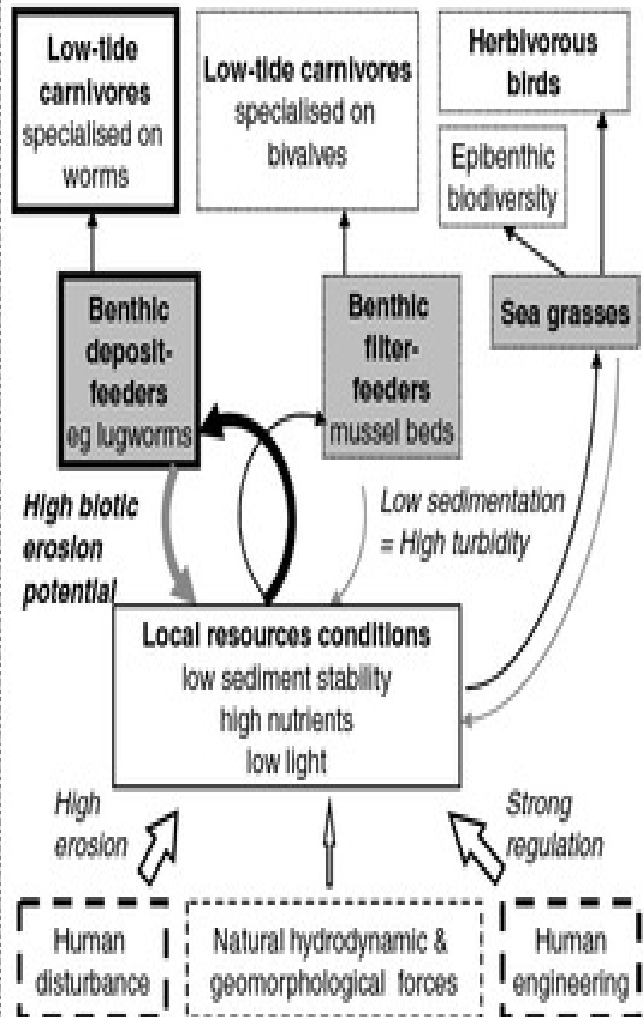 Low-tide
carnivores
specialised on
worms
Low-tide carnivores
specialised on
bivalves
Herbivorous
birds
Epibenthic
biodiversity
Benthic
deposit-
feeders
eg lugworms
Benthic
filter-
feeders
mussel beds
Sea grasses
High biotic
erosion
potential
Low sedimentation
= High turbidity
Local resources conditions
low sediment stability
high nutrients
low light
High
erosion
Strong
regulation
Human
disturbance
Natural hydrodynamic &
geomorphological forces
Human
engineering